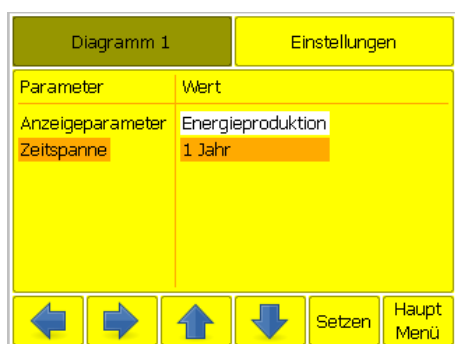 Diagramm 1 Einstellungen
Parameter Wert
Anzeigeparameter Energieproduktion
Zeitspanne 1 Jahr
Setzen Haupt Menü